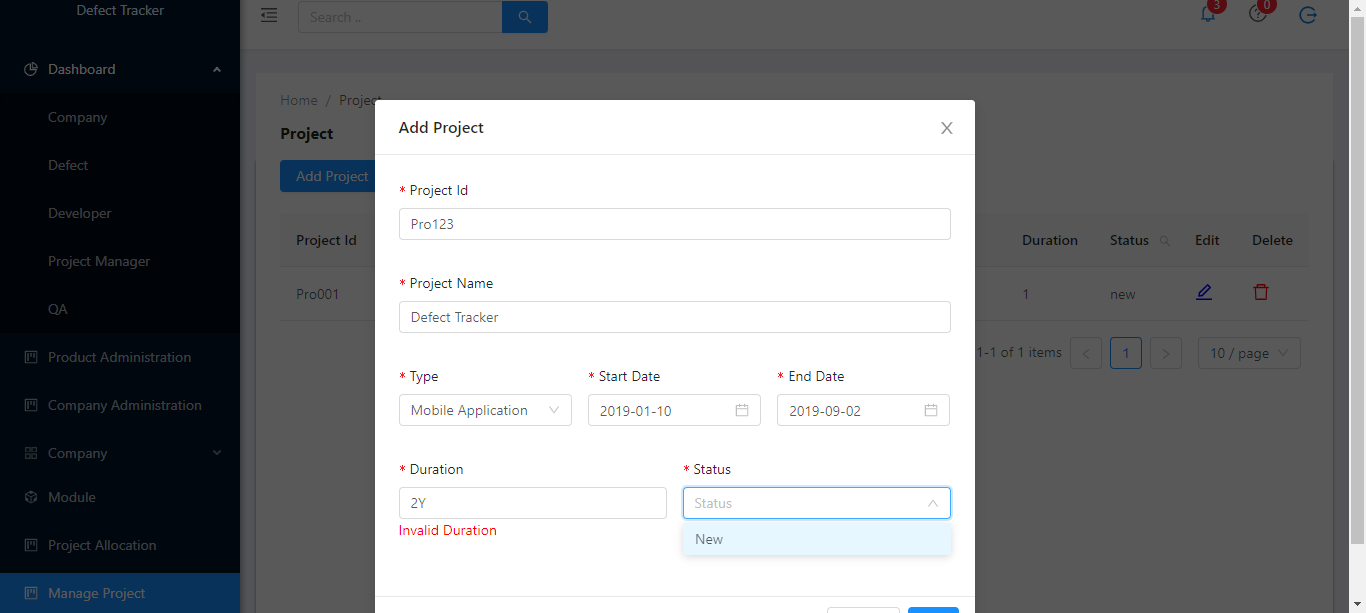 Defect Tracker
Search ..
3
0
Dashboard
Company
Defect
Developer
Project Manager
QA
Product Administration
Company Administration
Company
Module
Project Allocation
Manage Project
Home / Project
Project
Add Project
Project Id
Duration
Status
Edit
Delete
Pro001
1
new
1-1 of 1 items
<
1
>
10 / page
Add Project
* Project Id
Pro123
* Project Name
Defect Tracker
* Type
* Start Date
* End Date
Mobile Application
2019-01-10
2019-09-02
* Duration
* Status
2Y
Status
Invalid Duration
New